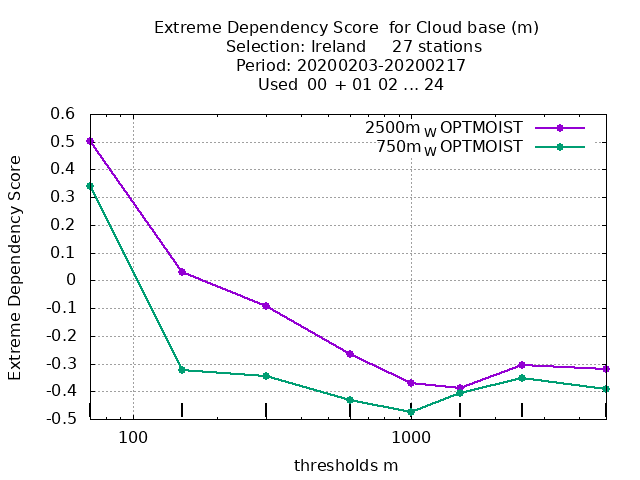 Extreme Dependency Score for Cloud base (m)
Selection: Ireland 27 stations
Period: 20200203-20200217
Used 00 + 01 02 ... 24
2500m W OPTMOIST
750m W OPTMOIST
Extreme Dependency Score
0.6
0.5
0.4
0.3
0.2
0.1
0
-0.1
-0.2
-0.3
-0.4
-0.5
100 1000
thresholds m